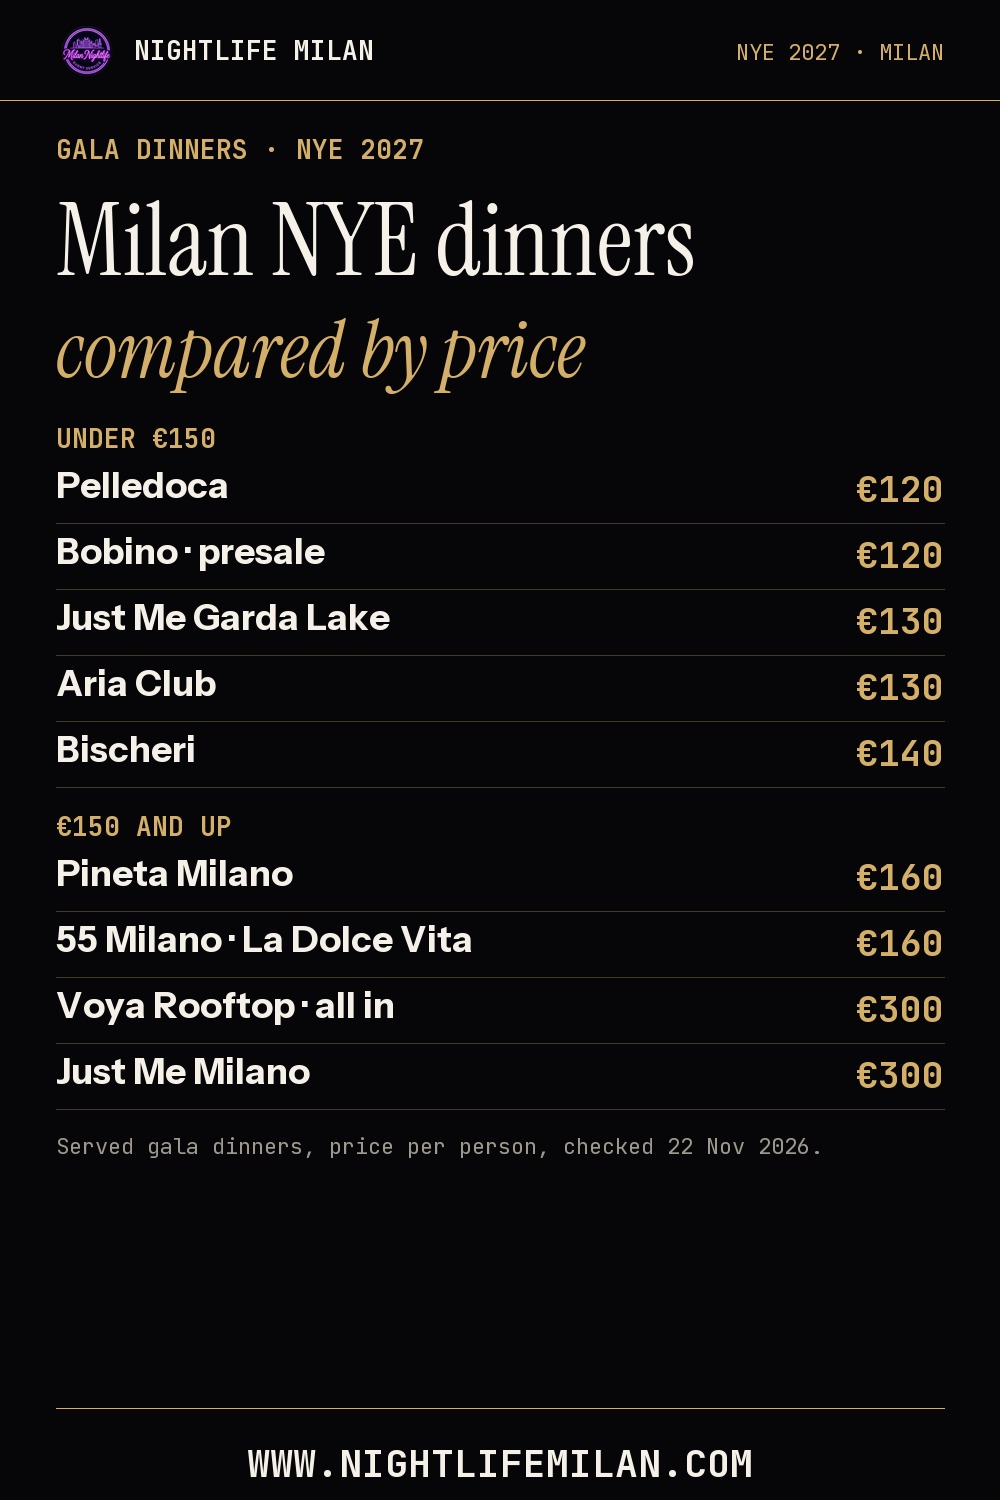 Milan Nightlife
NIGHTLIFE MILAN
NYE 2027 · MILAN
GALA DINNERS · NYE 2027
Milan NYE dinners
compared by price
UNDER €150
Pelledoca €120
Bobino · presale €120
Just Me Garda Lake €130
Aria Club €130
Bischeri €140
€150 AND UP
Pineta Milano €160
55 Milano · La Dolce Vita €160
Voya Rooftop · all in €300
Just Me Milano €300
Served gala dinners, price per person, checked 22 Nov 2026.
WWW.NIGHTLIFEMILAN.COM